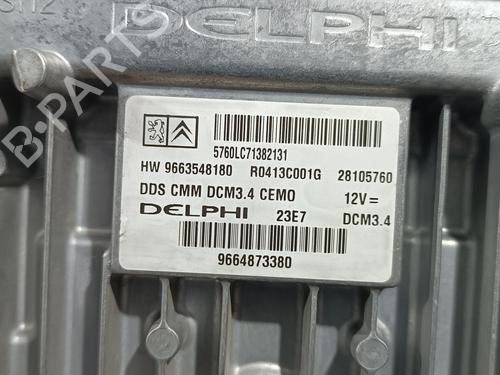 DELPHI
5760LC71382131
HW 9663548180 R0413C001G 28105760
DDS CMM DCM3.4 CEMO 12V=
DELPHI 23E7 DCM3.4
9664873380
B-PARTS